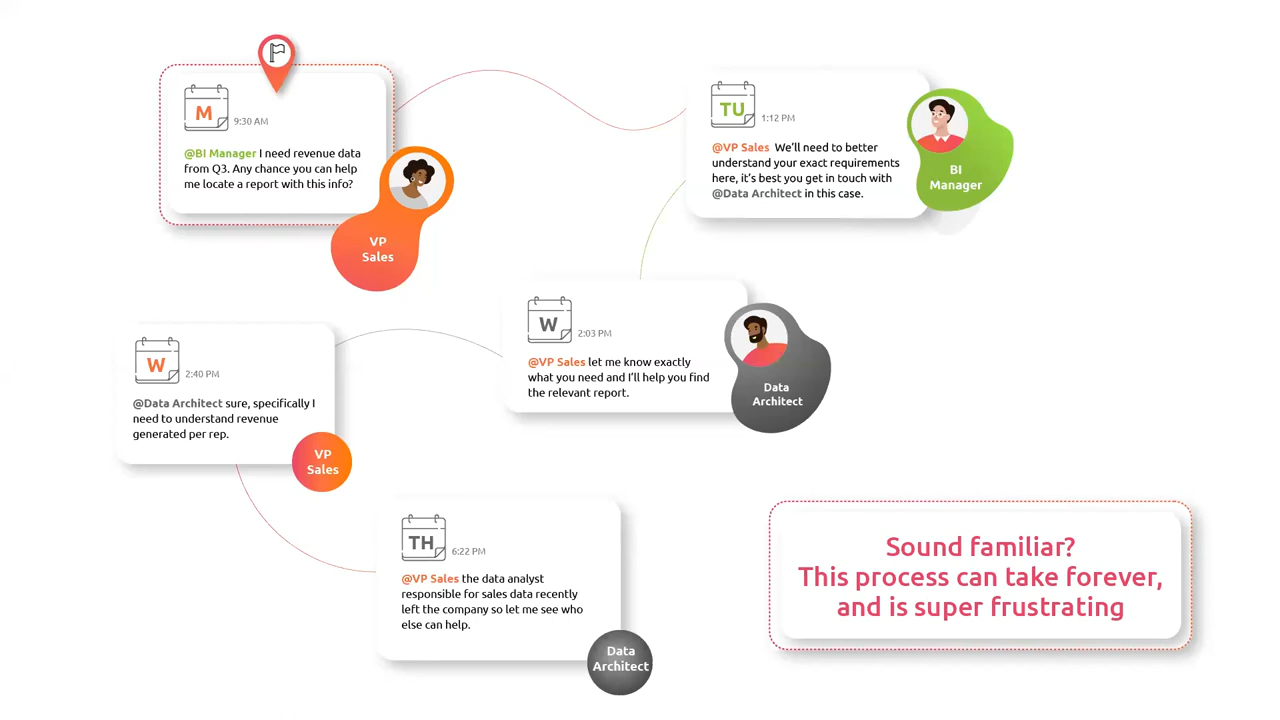 M
9:30 AM
@BI Manager I need revenue data
from Q3. Any chance you can help
me locate a report with this info?
VP
Sales
TU
1:12 PM
@VP Sales We'll need to better
understand your exact requirements
here, it's best you get in touch with
@Data Architect in this case.
BI
Manager
W
2:03 PM
@VP Sales let me know exactly
what you need and I'll help you find
the relevant report.
Data
Architect
W
2:40 PM
@Data Architect sure, specifically I
need to understand revenue
generated per rep.
VP
Sales
TH
6:22 PM
@VP Sales the data analyst
responsible for sales data recently
left the company so let me see who
else can help.
Data
Architect
Sound familiar?
This process can take forever,
and is super frustrating